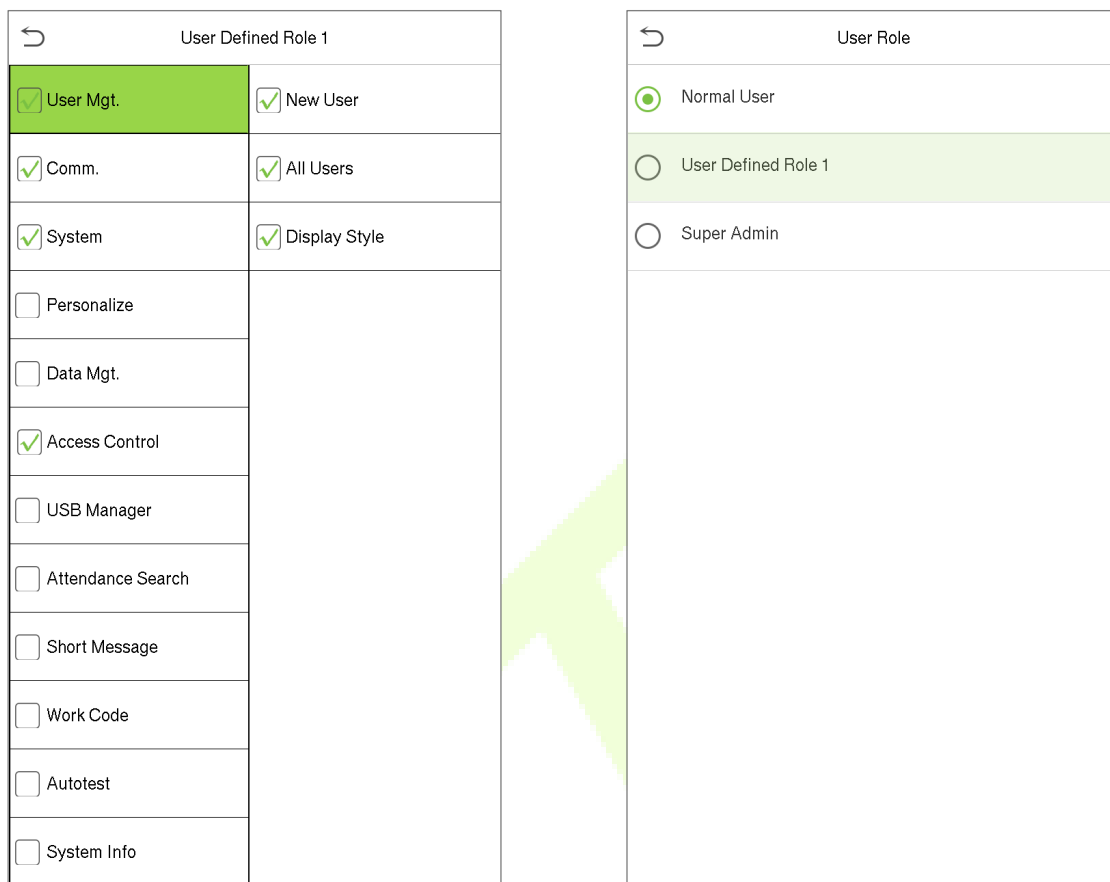 User Defined Role 1
User Mgt.
New User
Comm.
All Users
System
Display Style
Personalize
Data Mgt.
Access Control
USB Manager
Attendance Search
Short Message
Work Code
Autotest
System Info
User Role
Normal User
User Defined Role 1
Super Admin